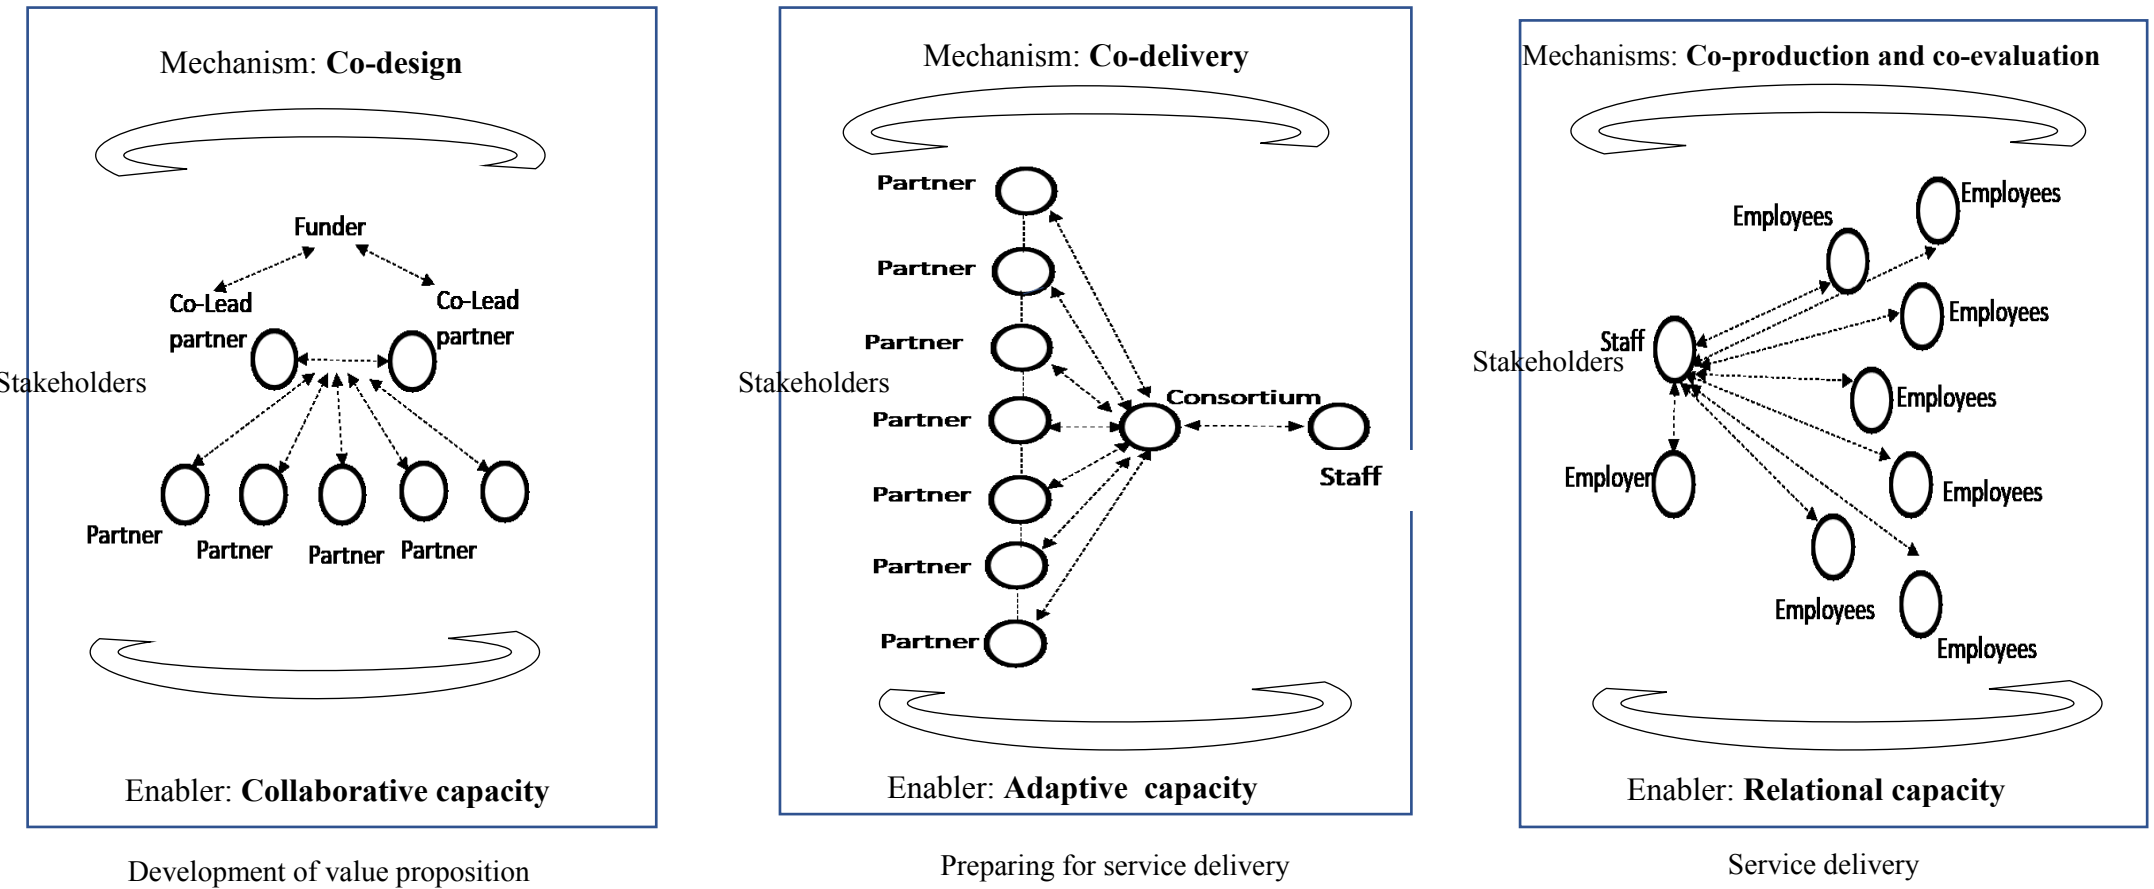 Mechanism: Co-design
Funder
Co-Lead
partner
Co-Lead
partner
Stakeholders
Partner
Partner
Partner
Partner
Enabler: Collaborative capacity
Development of value proposition
Mechanism: Co-delivery
Partner
Partner
Partner
Stakeholders
Consortium
Partner
Staff
Partner
Partner
Partner
Enabler: Adaptive capacity
Preparing for service delivery
Mechanisms: Co-production and co-evaluation
Employees
Employees
Employees
Staff
Stakeholders
Employees
Employer
Employees
Employees
Employees
Enabler: Relational capacity
Service delivery